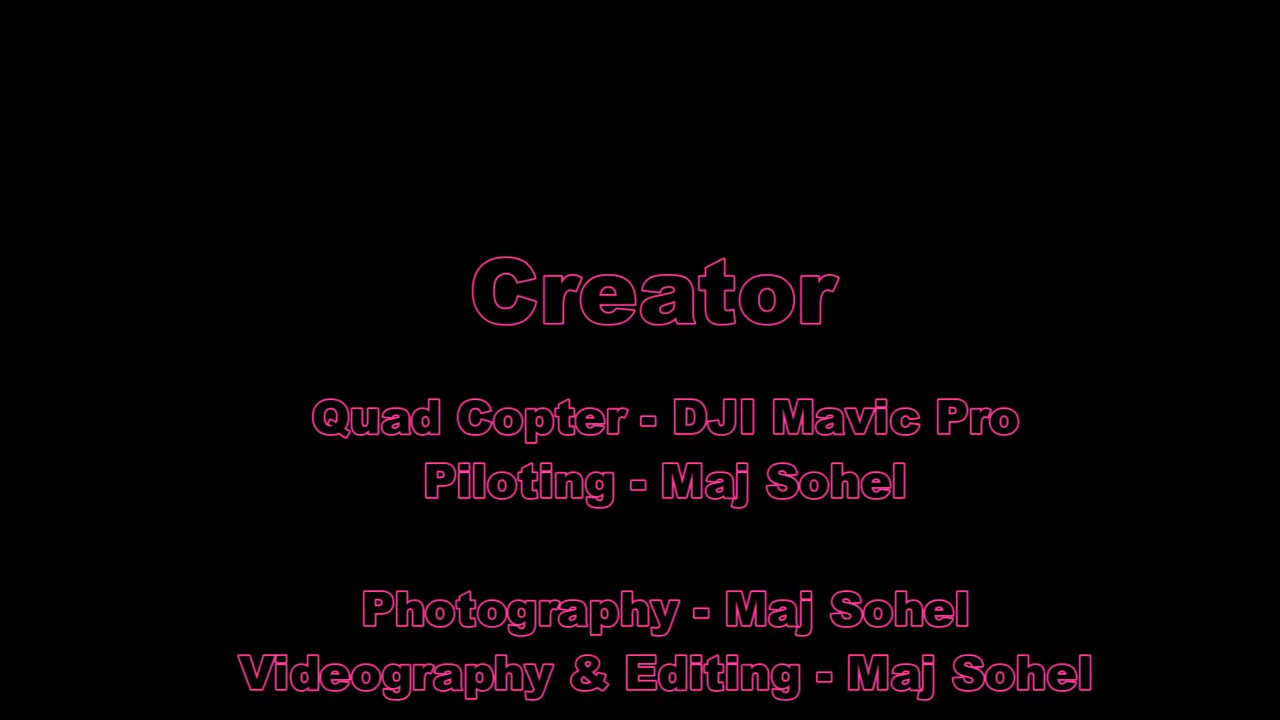 Creator
Quad Copter - DJI Mavic Pro
Piloting - Maj Sohel
Photography - Maj Sohel
Videography & Editing - Maj Sohel